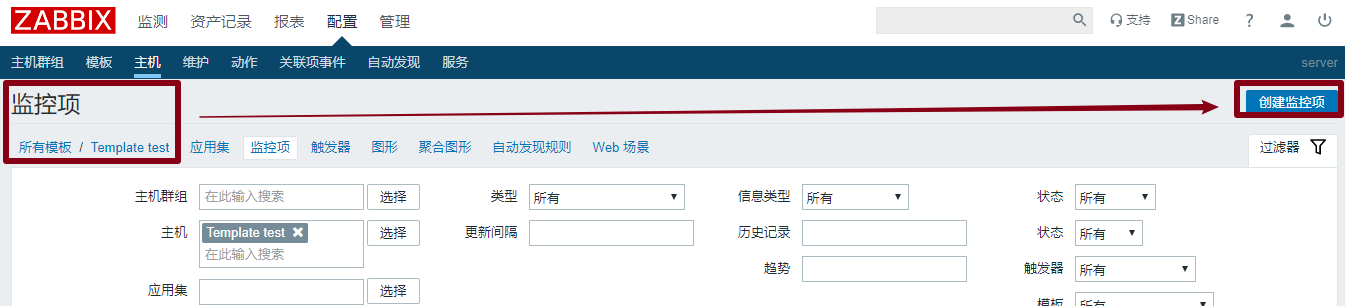 ZABBIX 监测 资产记录 报表 配置 管理 支持 Z Share ?
主机群组 模板 主机 维护 动作 关联项事件 自动发现 服务 server
监控项 创建监控项
所有模板 / Template test 应用集 监控项 触发器 图形 聚合图形 自动发现规则 Web 场景 过滤器
主机群组 在此输入搜索 选择 类型 所有 信息类型 所有 状态 所有
主机 Template test ✖ 选择 更新间隔 历史记录 状态 所有
在此输入搜索
趋势 触发器 所有
应用集 选择 模板 所有